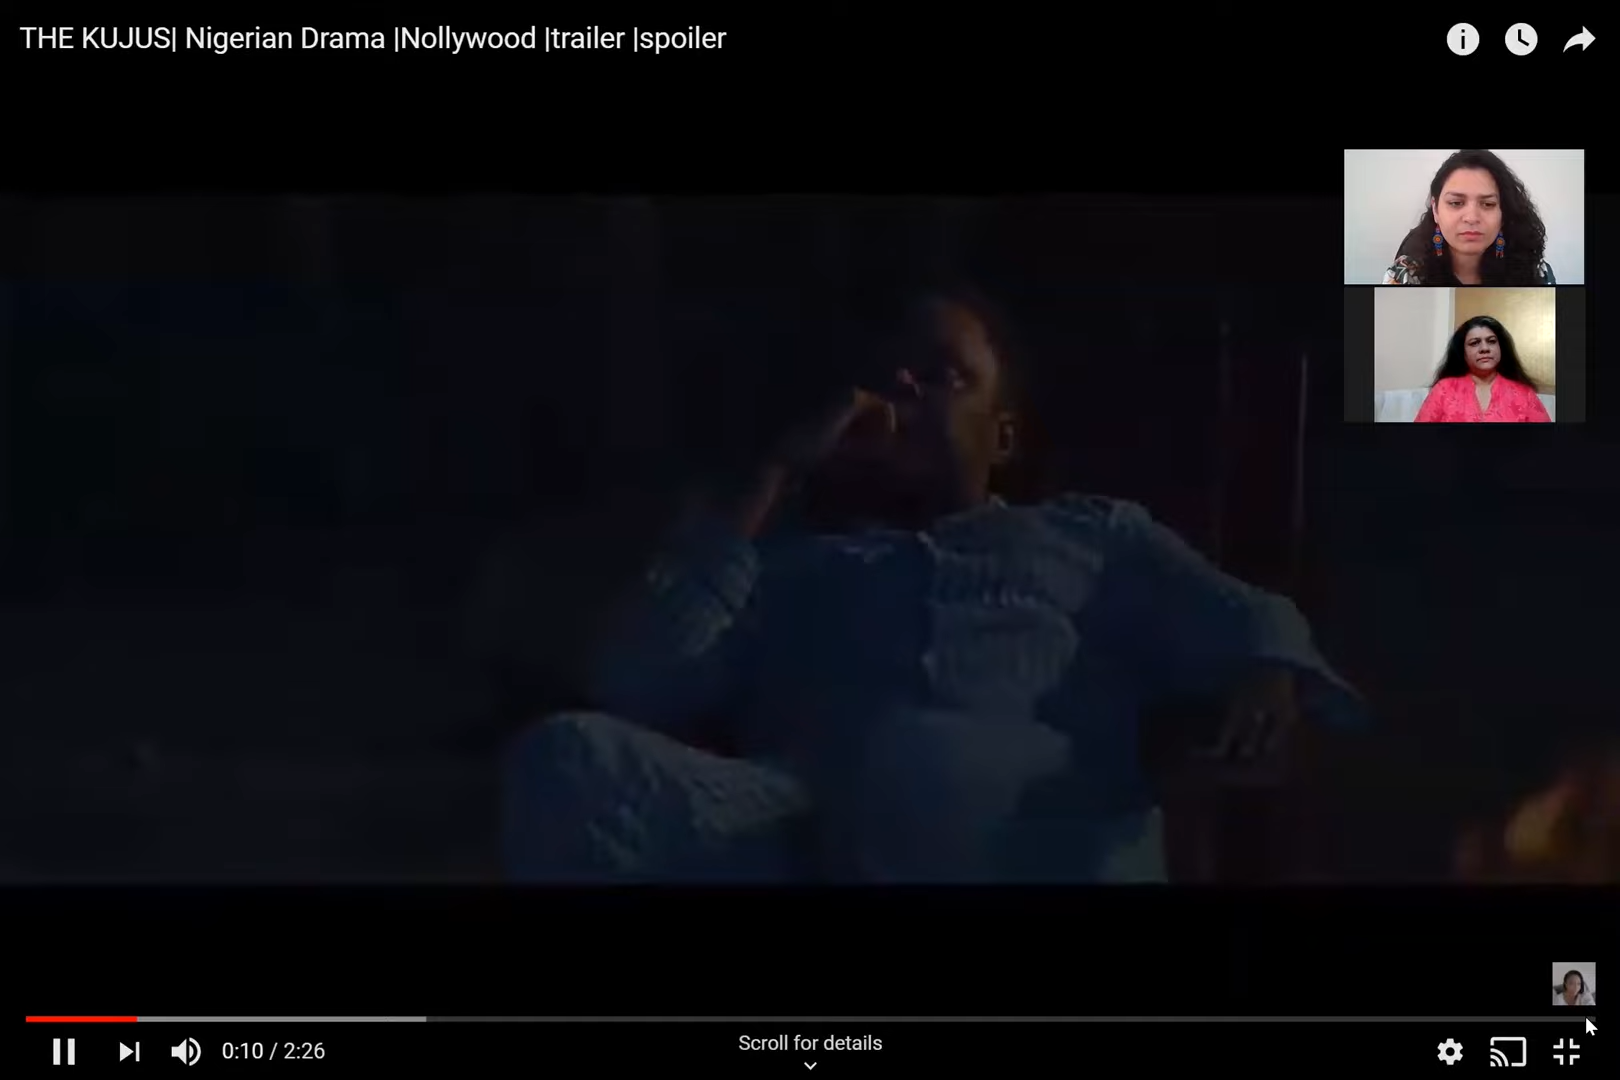 THE KUJUS| Nigerian Drama |Nollywood |trailer |spoiler
Scroll for details
0:10 / 2:26